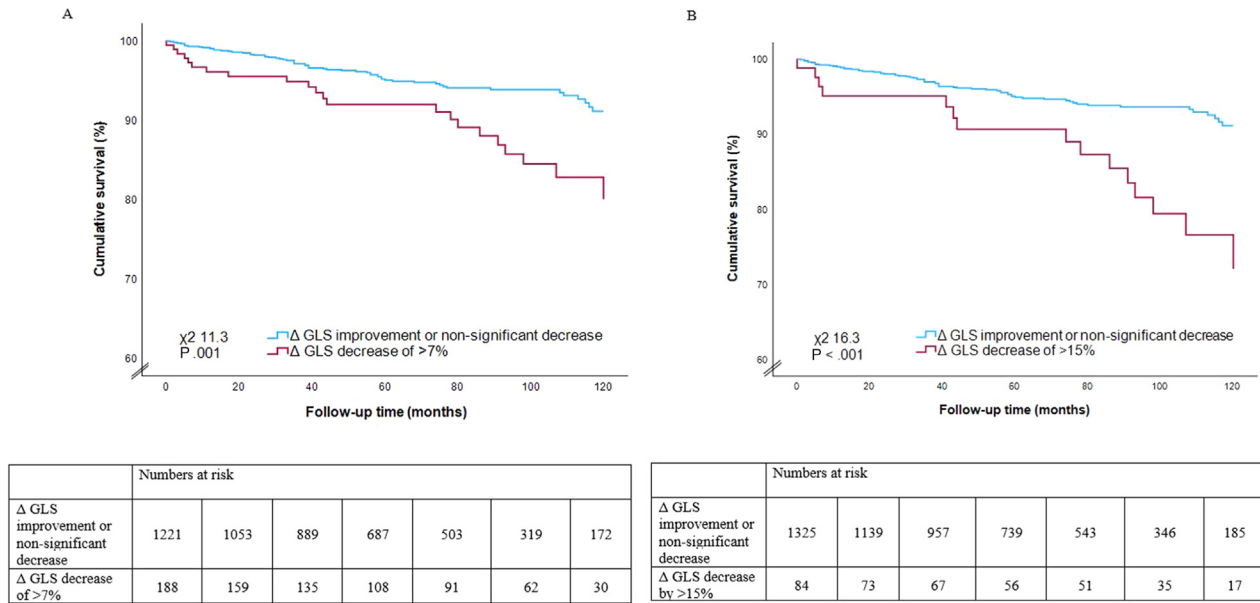 A
Cumulative survival (%)
100
90
80
70
60
χ2 11.3
P .001
Δ GLS improvement or non-significant decrease
Δ GLS decrease of >7%
0 20 40 60 80 100 120
Follow-up time (months)
Numbers at risk
Δ GLS
improvement or
non-significant
decrease
1221 1053 889 687 503 319 172
Δ GLS decrease
of >7%
188 159 135 108 91 62 30
B
Cumulative survival (%)
100
90
80
70
60
χ2 16.3
P < .001
Δ GLS improvement or non-significant decrease
Δ GLS decrease of >15%
0 20 40 60 80 100 120
Follow-up time (months)
Numbers at risk
Δ GLS
improvement or
non-significant
decrease
1325 1139 957 739 543 346 185
Δ GLS decrease
by >15%
84 73 67 56 51 35 17